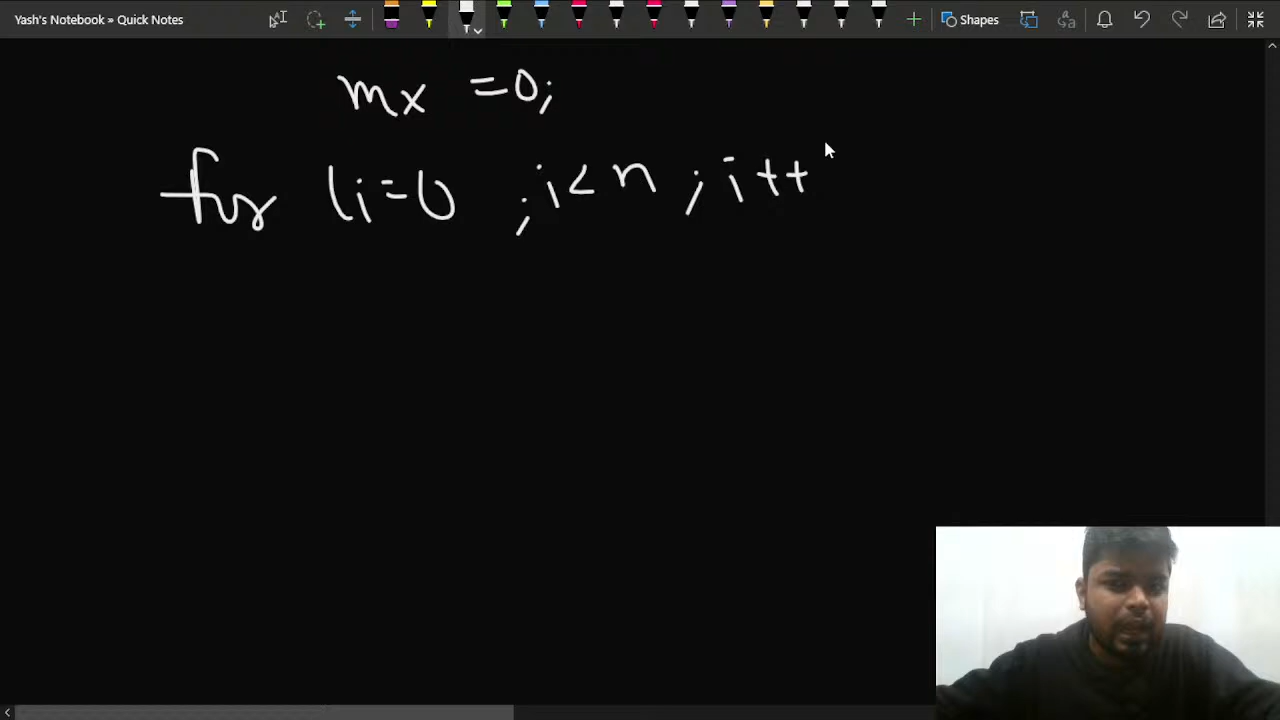 Yash's Notebook » Quick Notes
Shapes
mx =0;
for (i=0 ;i<n ;i++